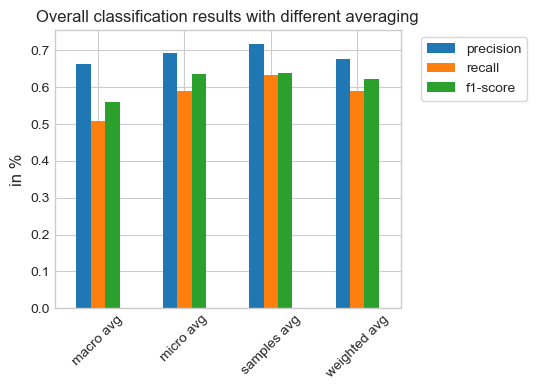 Overall classification results with different averaging
precision
recall
f1-score
in %
0.7
0.6
0.5
0.4
0.3
0.2
0.1
0.0
macro avg
micro avg
samples avg
weighted avg